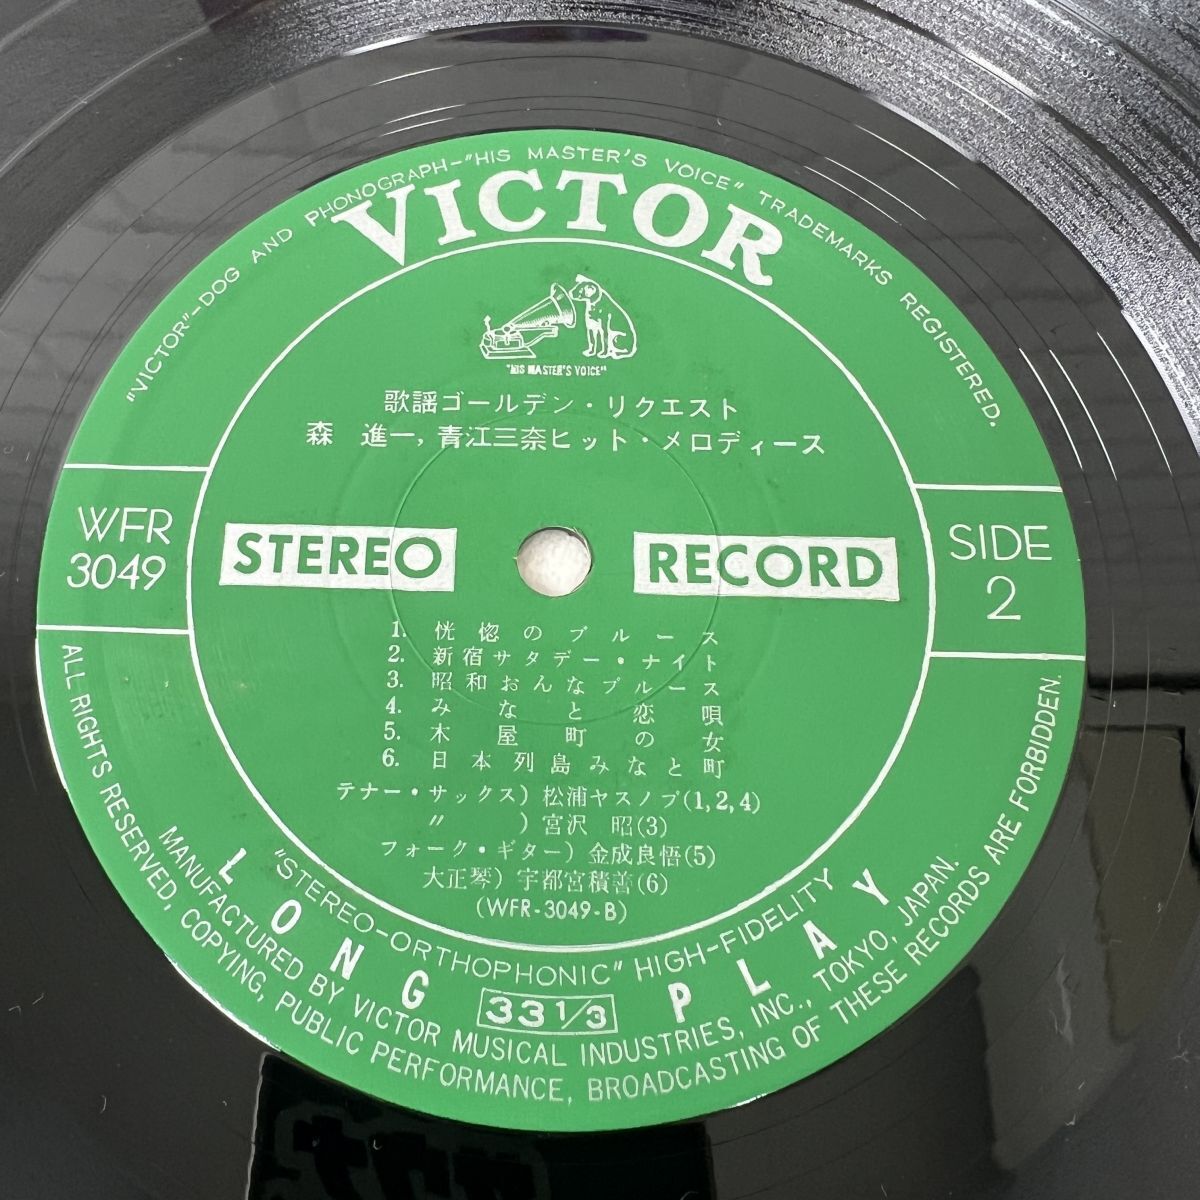 "VICTOR"-DOG AND PHONOGRAPH-"HIS MASTER'S VOICE" TRADEMARKS REGISTERED.
VICTOR
"HIS MASTER'S VOICE"
歌謡ゴールデン・リクエスト
森 進一, 青江三奈ヒット・メロディース
WFR
3049
STEREO
RECORD
SIDE
2
1. 恍惚のブルース
2. 新宿サタデー・ナイト
3. 昭和おんなブルース
4. みなと恋唄
5. 木屋町の女
6. 日本列島みなと町
テナー・サックス) 松浦ヤスノブ(1,2,4)
〃 ) 宮沢 昭(3)
フォーク・ギター) 金成良悟(5)
大正琴)宇都宮積善(6)
(WFR-3049-B)
"STEREO-ORTHOPHONIC" HIGH-FIDELITY
LONG PLAY
33 1/3
MANUFACTURED BY VICTOR MUSICAL INDUSTRIES, INC., TOKYO, JAPAN.
ALL RIGHTS RESERVED, COPYING, PUBLIC PERFORMANCE, BROADCASTING OF THESE RECORDS ARE FORBIDDEN.